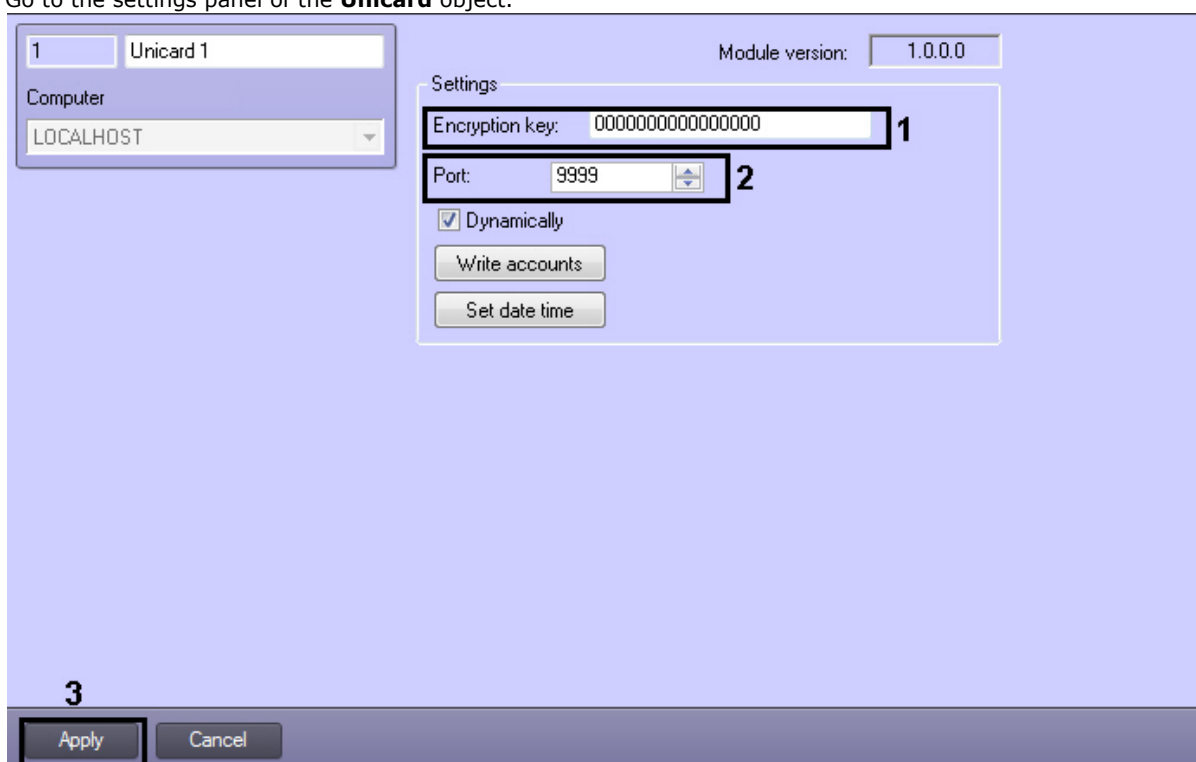 Go to the settings panel of the Unicard object.
1 Unicard 1
Module version: 1.0.0.0
Computer
LOCALHOST
Settings
Encryption key: 0000000000000000 1
Port: 9999 2
Dynamically
Write accounts
Set date time
3
Apply Cancel